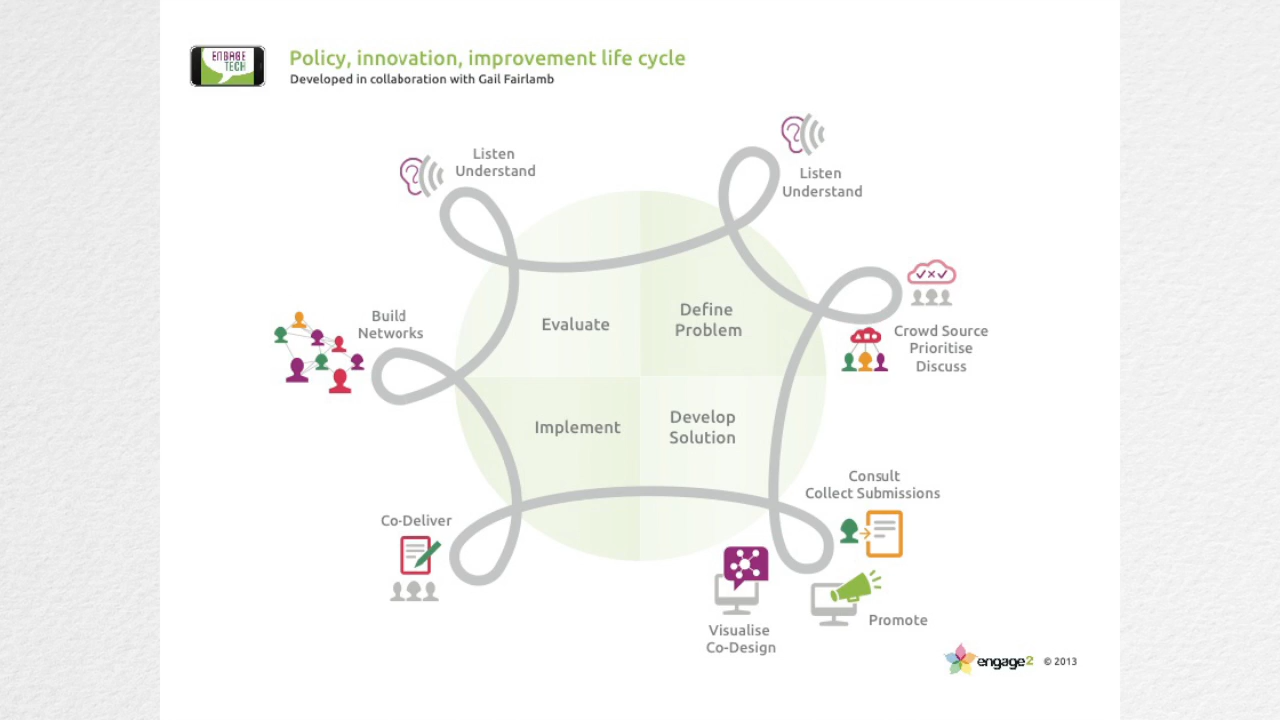 ENGAGE
TECH
Policy, innovation, improvement life cycle
Developed in collaboration with Gail Fairlamb
Listen
Understand
Listen
Understand
Build
Networks
Evaluate
Define
Problem
Crowd Source
Prioritise
Discuss
Implement
Develop
Solution
Consult
Collect Submissions
Co-Deliver
Promote
Visualise
Co-Design
engage2 © 2013